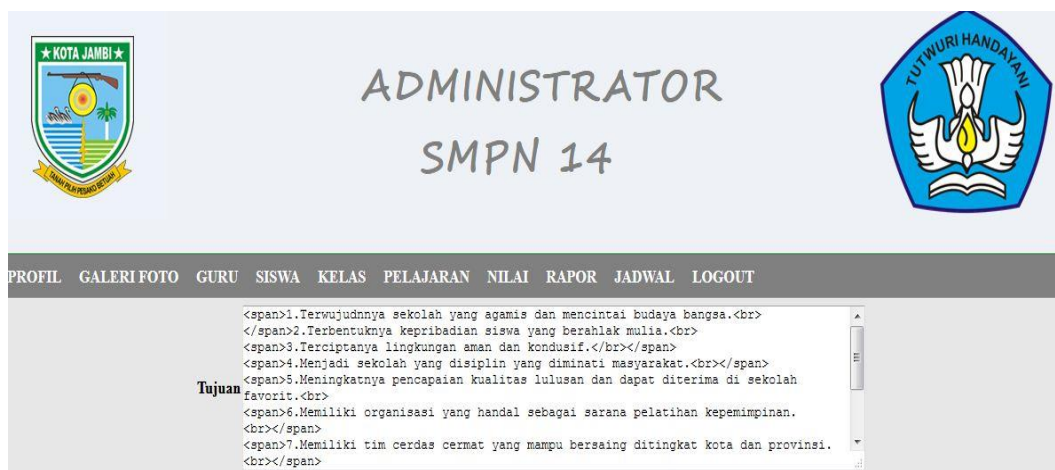 ★ KOTA JAMBI ★
TANAH PILIH PESAKO BETUAH
ADMINISTRATOR
SMPN 14
TUTWURI HANDAYANI
PROFIL GALERI FOTO GURU SISWA KELAS PELAJARAN NILAI RAPOR JADWAL LOGOUT
Tujuan
<span>1.Terwujudnnya sekolah yang agamis dan mencintai budaya bangsa.<br>
</span>2.Terbentuknya kepribadian siswa yang berahlak mulia.<br>
<span>3.Terciptanya lingkungan aman dan kondusif.</br></span>
<span>4.Menjadi sekolah yang disiplin yang diminati masyarakat.<br></span>
<span>5.Meningkatnya pencapaian kualitas lulusan dan dapat diterima di sekolah
favorit.<br>
<span>6.Memiliki organisasi yang handal sebagai sarana pelatihan kepemimpinan.
<br></span>
<span>7.Memiliki tim cerdas cermat yang mampu bersaing ditingkat kota dan provinsi.
<br></span>